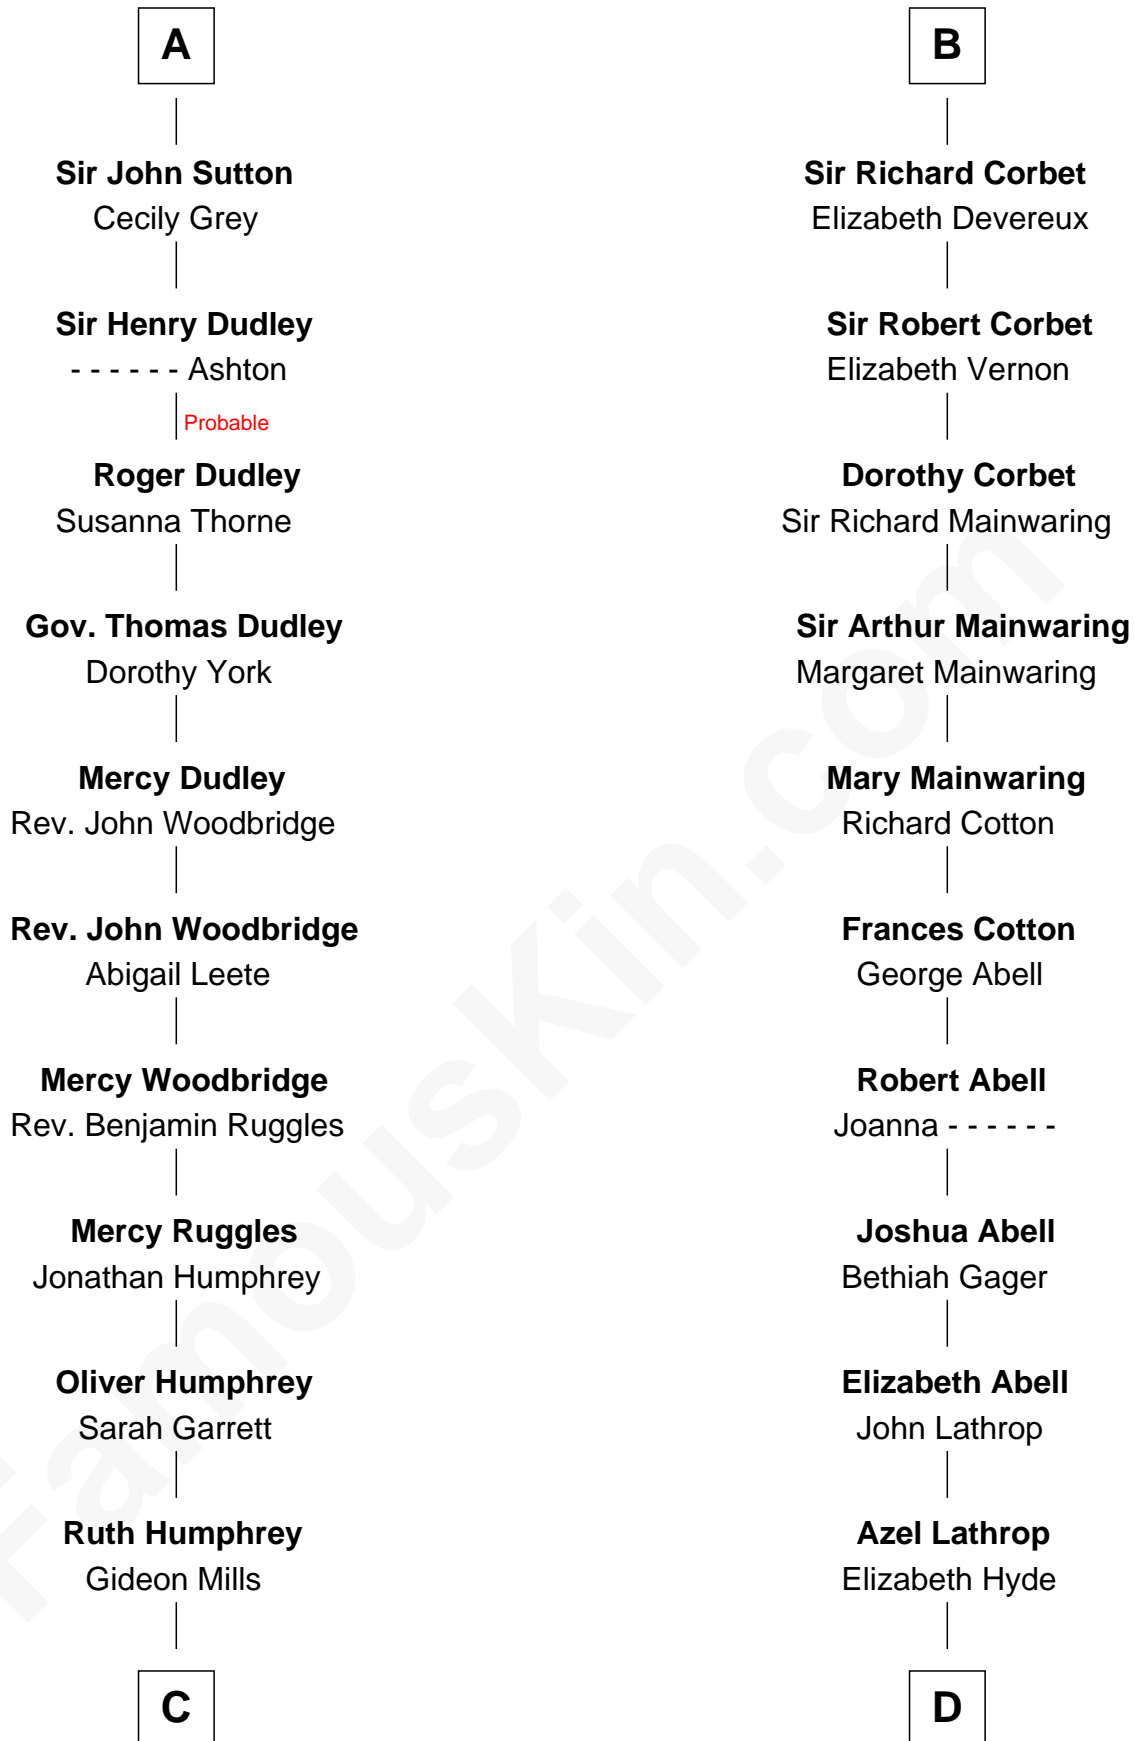 A
Sir John Sutton
Cecily Grey
Sir Henry Dudley
- - - - - - Ashton
Probable
Roger Dudley
Susanna Thorne
Gov. Thomas Dudley
Dorothy York
Mercy Dudley
Rev. John Woodbridge
Rev. John Woodbridge
Abigail Leete
Mercy Woodbridge
Rev. Benjamin Ruggles
Mercy Ruggles
Jonathan Humphrey
Oliver Humphrey
Sarah Garrett
Ruth Humphrey
Gideon Mills
C
B
Sir Richard Corbet
Elizabeth Devereux
Sir Robert Corbet
Elizabeth Vernon
Dorothy Corbet
Sir Richard Mainwaring
Sir Arthur Mainwaring
Margaret Mainwaring
Mary Mainwaring
Richard Cotton
Frances Cotton
George Abell
Robert Abell
Joanna - - - - - -
Joshua Abell
Bethiah Gager
Elizabeth Abell
John Lathrop
Azel Lathrop
Elizabeth Hyde
D
FamousKin.com